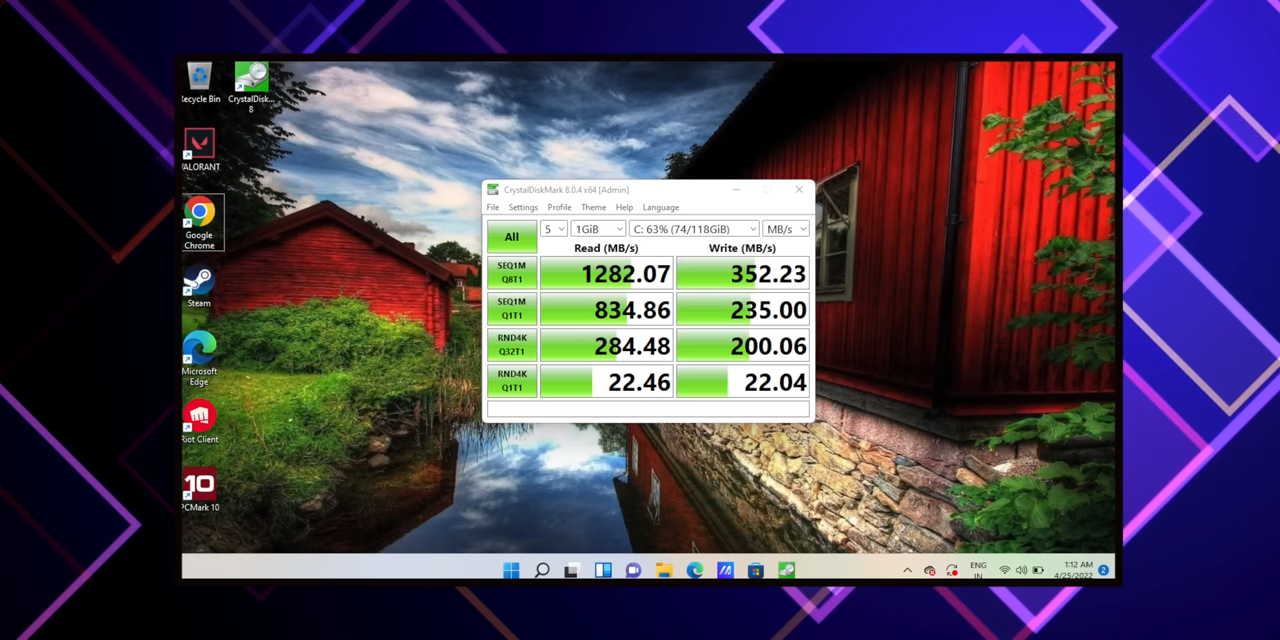 Recycle Bin
CrystalDisk...
8
VALORANT
Google
Chrome
Steam
Microsoft
Edge
Riot Client
10
PCMark 10
CrystalDiskMark 8.0.4 x64 [Admin]
File Settings Profile Theme Help Language
All 5 1GiB C: 63% (74/118GiB) MB/s
Read (MB/s) Write (MB/s)
SEQ1M
Q8T1
1282.07 352.23
SEQ1M
Q1T1
834.86 235.00
RND4K
Q32T1
284.48 200.06
RND4K
Q1T1
22.46 22.04
ENG
IN
1:12 AM
4/25/2022
2